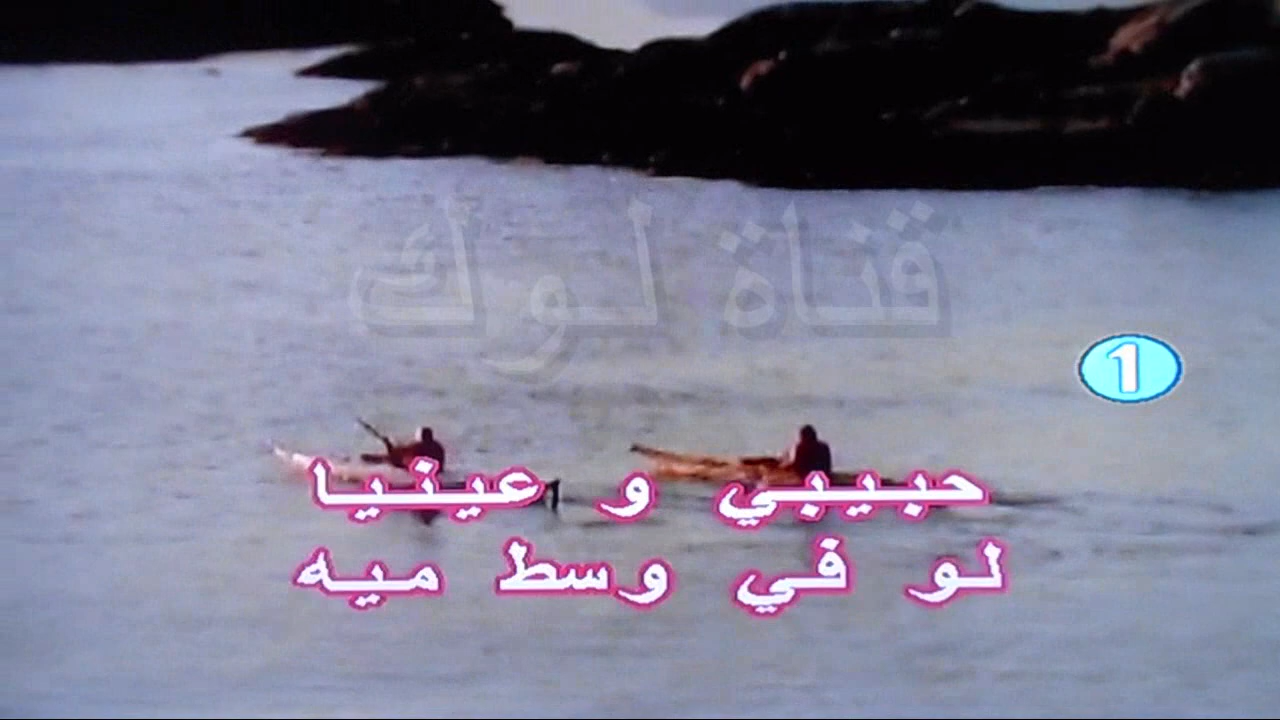 قناة لوك
1
حبيبي و عينيا
لو في وسط ميه